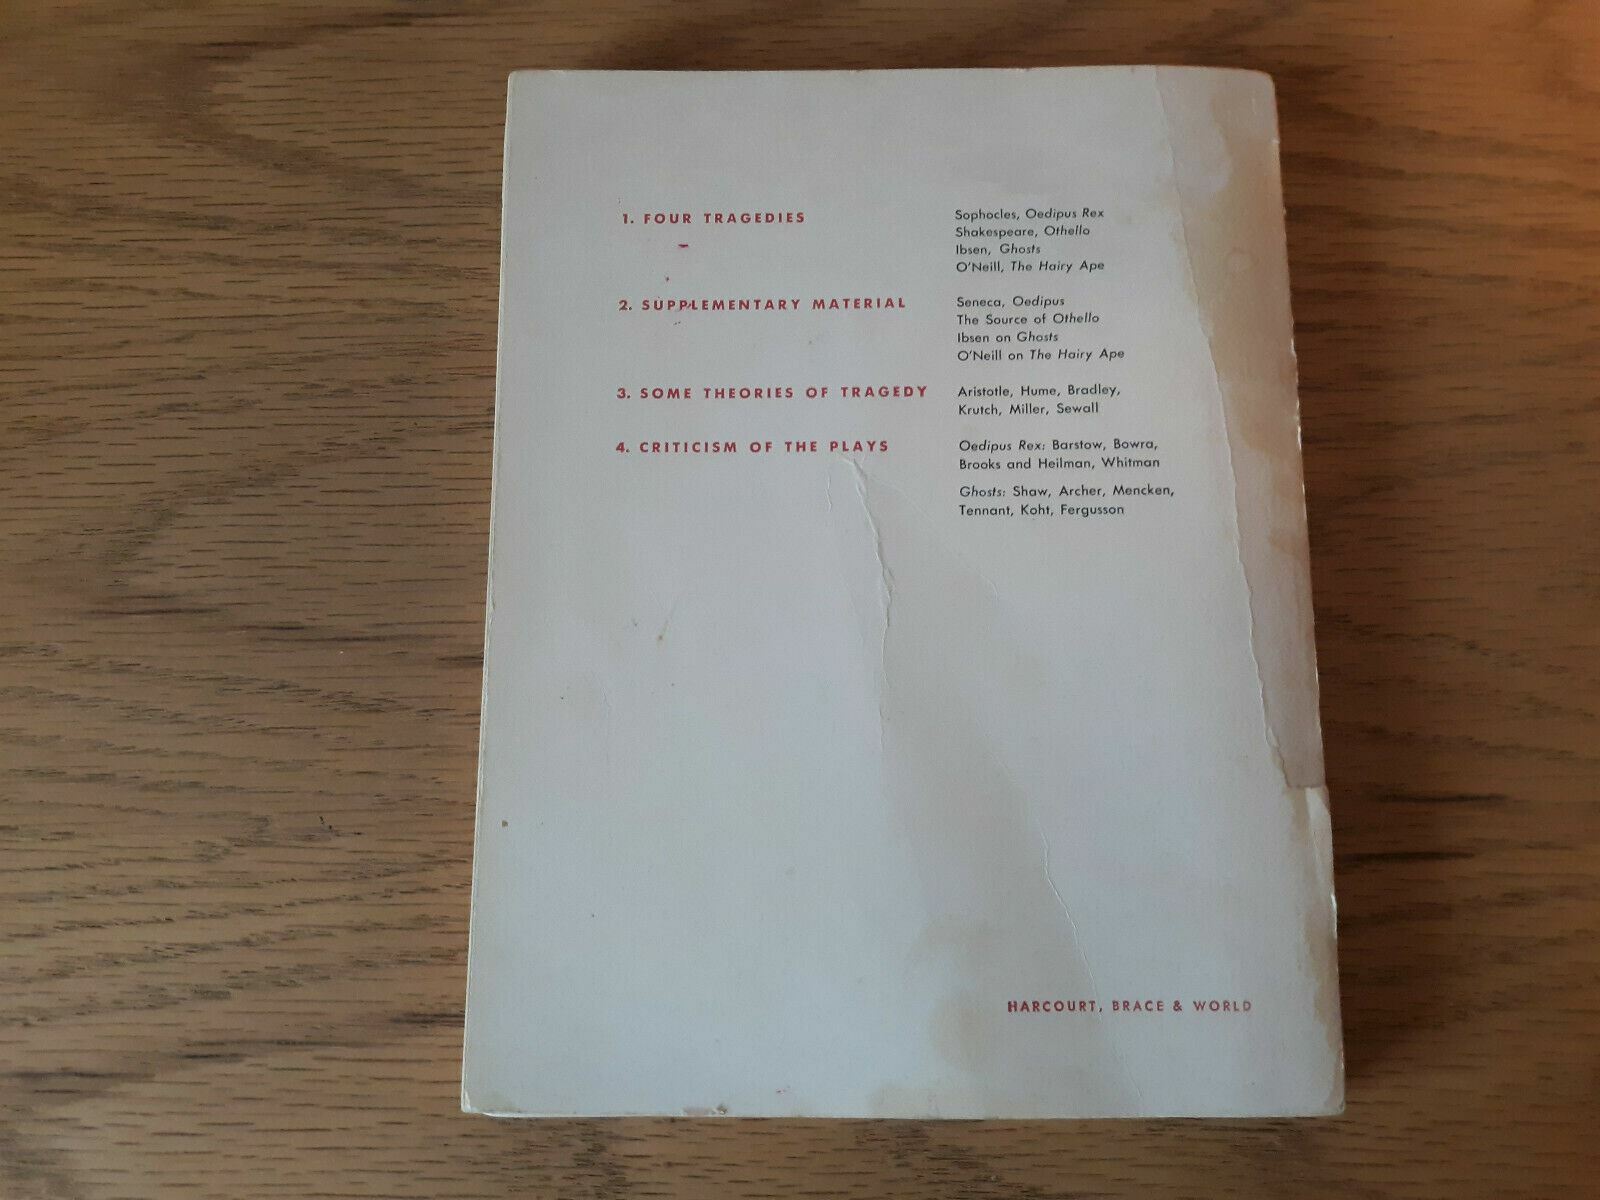 1. FOUR TRAGEDIES
Sophocles, Oedipus Rex
Shakespeare, Othello
Ibsen, Ghosts
O'Neill, The Hairy Ape
2. SUPPLEMENTARY MATERIAL
Seneca, Oedipus
The Source of Othello
Ibsen on Ghosts
O'Neill on The Hairy Ape
3. SOME THEORIES OF TRAGEDY
Aristotle, Hume, Bradley,
Krutch, Miller, Sewall
4. CRITICISM OF THE PLAYS
Oedipus Rex: Barstow, Bowra,
Brooks and Heilman, Whitman
Ghosts: Shaw, Archer, Mencken,
Tennant, Koht, Fergusson
HARCOURT, BRACE & WORLD